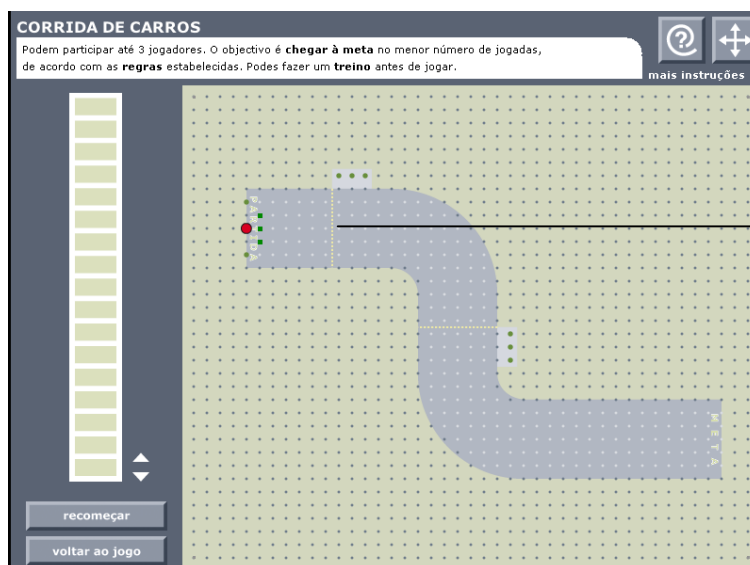 CORRIDA DE CARROS
Podem participar até 3 jogadores. O objectivo é chegar à meta no menor número de jogadas,
de acordo com as regras estabelecidas. Podes fazer um treino antes de jogar.
mais instruções
PARTIDA
META
recomeçar
voltar ao jogo